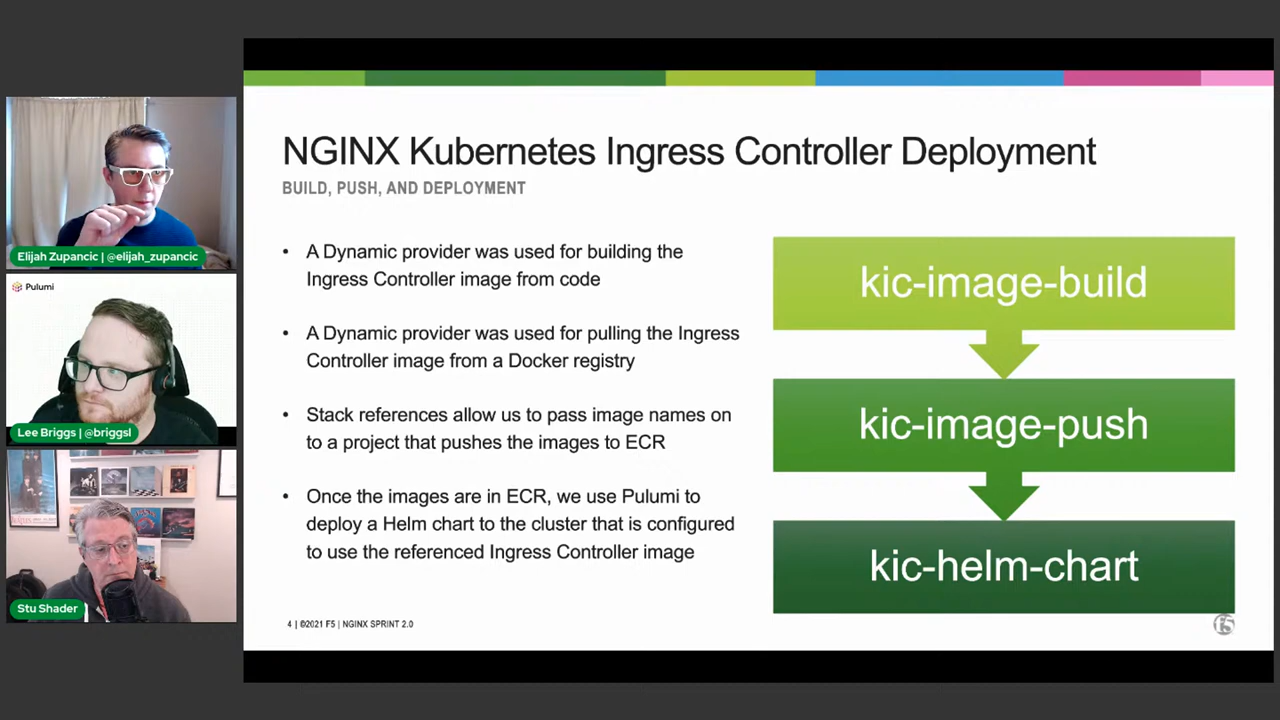 Elijah Zupancic | @elijah_zupancic
Pulumi
Lee Briggs | @briggsl
Stu Shader
NGINX Kubernetes Ingress Controller Deployment
BUILD, PUSH, AND DEPLOYMENT
• A Dynamic provider was used for building the
Ingress Controller image from code
• A Dynamic provider was used for pulling the Ingress
Controller image from a Docker registry
• Stack references allow us to pass image names on
to a project that pushes the images to ECR
• Once the images are in ECR, we use Pulumi to
deploy a Helm chart to the cluster that is configured
to use the referenced Ingress Controller image
kic-image-build
kic-image-push
kic-helm-chart
4 | ©2021 F5 | NGINX SPRINT 2.0
f5